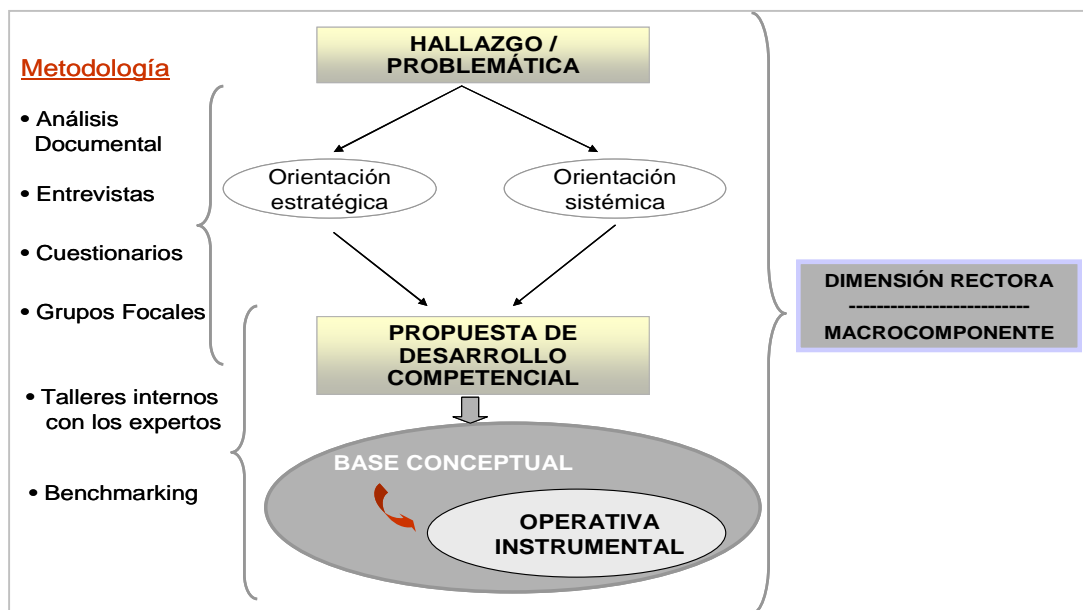 HALLAZGO /
PROBLEMÁTICA
Metodología
• Análisis
Documental
• Entrevistas
• Cuestionarios
• Grupos Focales
• Talleres internos
con los expertos
• Benchmarking
Orientación
estratégica
Orientación
sistémica
PROPUESTA DE
DESARROLLO
COMPETENCIAL
BASE CONCEPTUAL
OPERATIVA
INSTRUMENTAL
DIMENSIÓN RECTORA
--------------------------
MACROCOMPONENTE